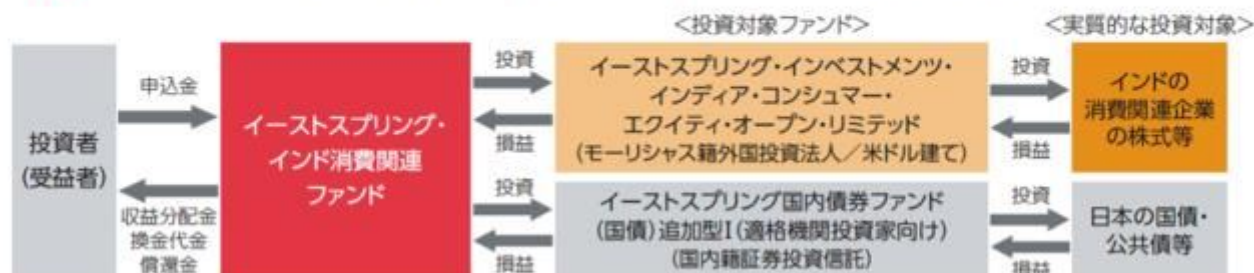 <投資対象ファンド>
<実質的な投資対象>
投資者
(受益者)
申込金
収益分配金
換金代金
償還金
イーストスプリング・
インド消費関連
ファンド
投資
損益
イーストスプリング・インベストメンツ・
インディア・コンシュマー・
エクイティ・オープン・リミテッド
(モーリシャス籍外国投資法人/米ドル建て)
投資
損益
インドの
消費関連企業
の株式等
投資
損益
イーストスプリング国内債券ファンド
(国債)追加型I(適格機関投資家向け)
(国内籍証券投資信託)
投資
損益
日本の国債・
公共債等